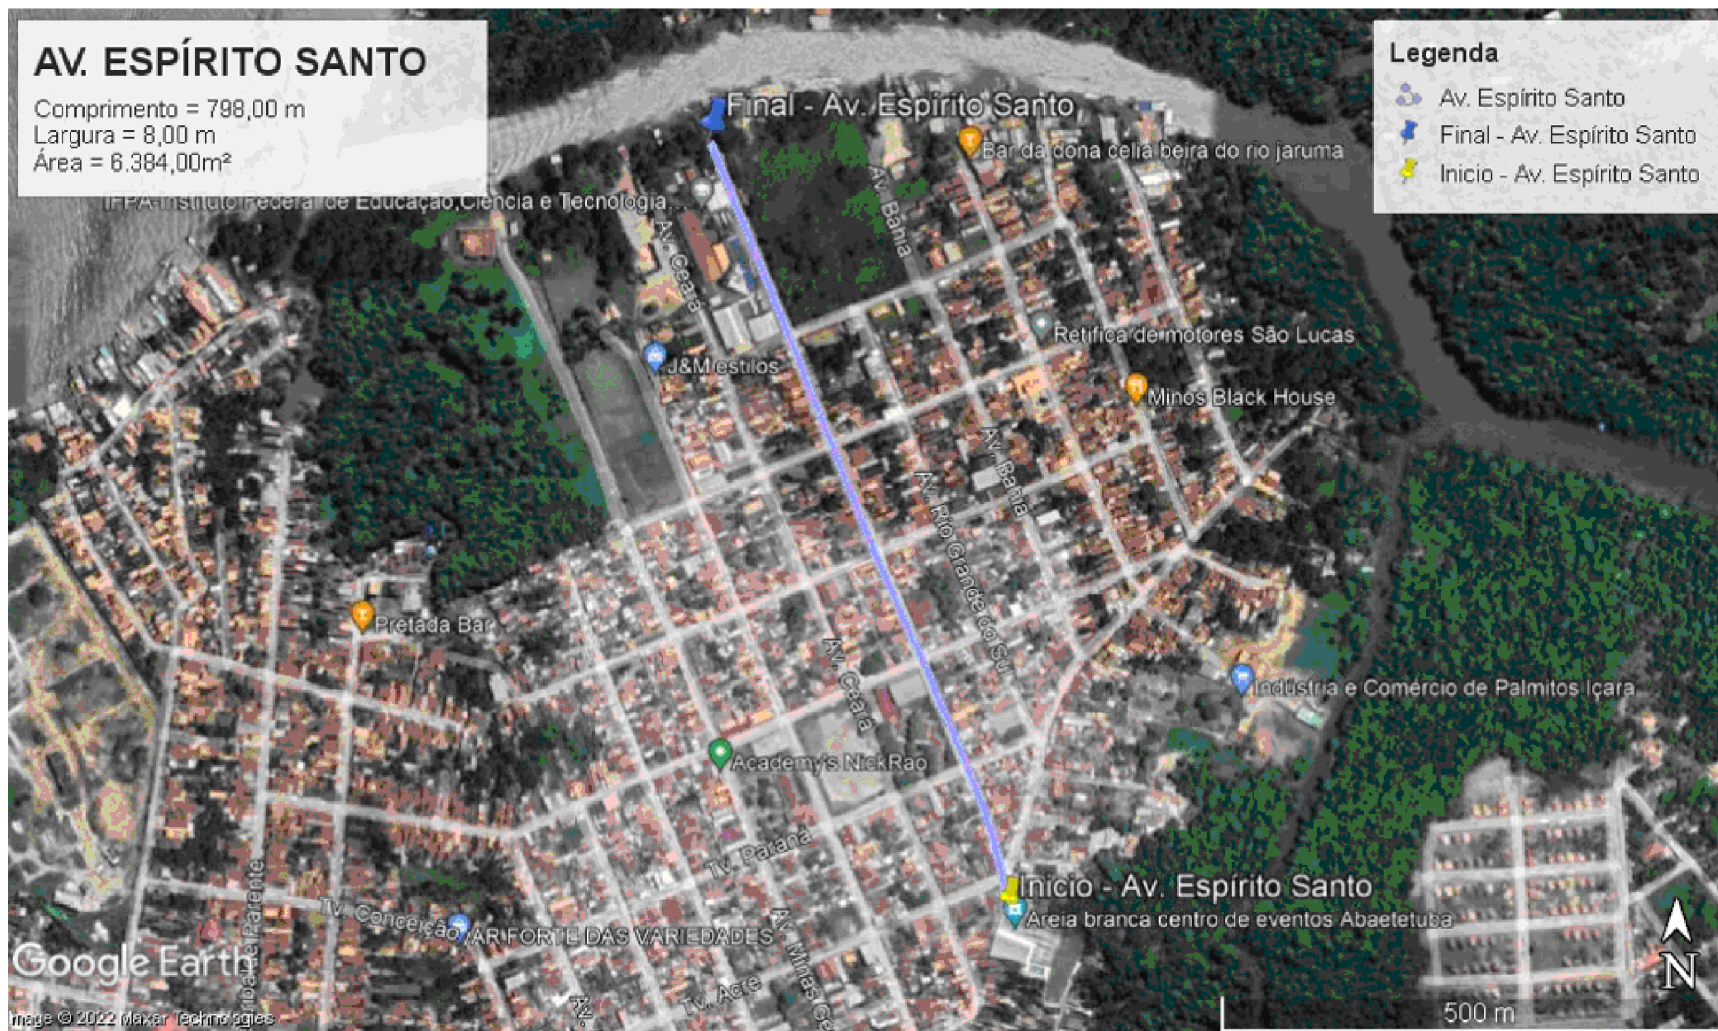 AV. ESPÍRITO SANTO
Comprimento = 798,00 m
Largura = 8,00 m
Área = 6.384,00m²
Legenda
Av. Espírito Santo
Final - Av. Espírito Santo
Inicio - Av. Espírito Santo
Final - Av. Espírito Santo
Bar da dona celia beira do rio jaruma
IFPA-Instituto Federal de Educação,Ciência e Tecnologia...
Av. Bahia
Av. Ceará
Retifica de motores São Lucas
J&M estilos
Minos Black House
Av. Bahia
Av. Rio Grande do Sul
Pretada Bar
Av. Ceará
Indústria e Comércio de Palmitos Içara
Academy's NickRao
Tv. Paraná
Inicio - Av. Espírito Santo
Areia branca centro de eventos Abaetetuba
Tv. Conceição
AR FORTE DAS VARIEDADES
Av. Minas Ge
Tv. Acre
Av.
Parente
Google Earth
Image © 2022 Maxar Technologies
500 m
N